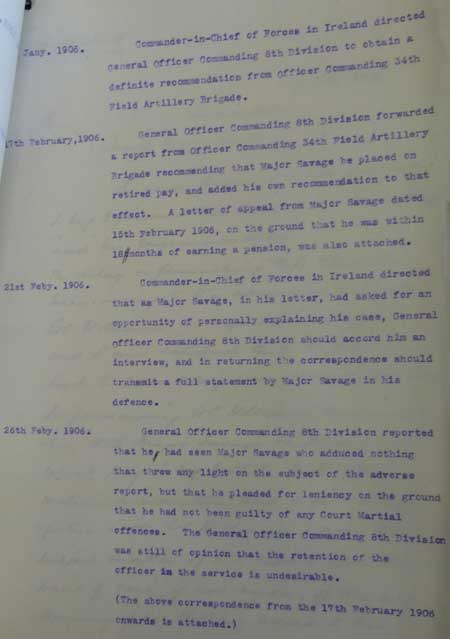 Jany. 1906. Commander-in-Chief of Forces in Ireland directed
General Officer Commanding 8th Division to obtain a
definite recommendation from Officer Commanding 34th
Field Artillery Brigade.
17th February, 1906. General Officer Commanding 8th Division forwarded
a report from Officer Commanding 34th Field Artillery
Brigade recommending that Major Savage be placed on
retired pay, and added his own recommendation to that
effect. A letter of appeal from Major Savage dated
15th February 1906, on the ground that he was within
18 months of earning a pension, was also attached.
21st Feby. 1906. Commander-in-Chief of Forces in Ireland directed
that as Major Savage, in his letter, had asked for an
opportunity of personally explaining his case, General
officer Commanding 8th Division should accord him an
interview, and in returning the correspondence should
transmit a full statement by Major Savage in his
defence.
26th Feby. 1906. General Officer Commanding 8th Division reported
that he had seen Major Savage who adduced nothing
that threw any light on the subject of the adverse
report, but that he pleaded for leniency on the ground
that he had not been guilty of any Court Martial
offences. The General Officer Commanding 8th Division
was still of opinion that the retention of the
officer in the service is undesirable.
(The above correspondence from the 17th February 1906
onwards is attached.)